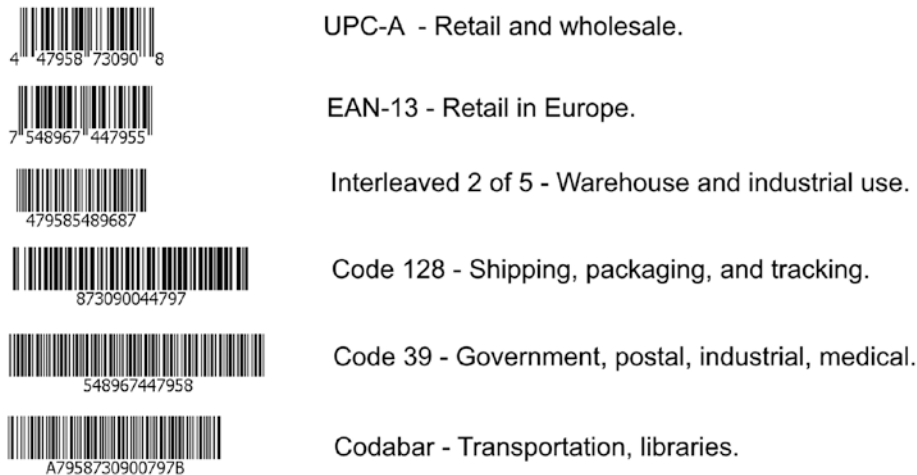 4 47958 73090 8
UPC-A - Retail and wholesale.
7 548967 447955
EAN-13 - Retail in Europe.
479585489687
Interleaved 2 of 5 - Warehouse and industrial use.
873090044797
Code 128 - Shipping, packaging, and tracking.
548967447958
Code 39 - Government, postal, industrial, medical.
A7958730900797B
Codabar - Transportation, libraries.